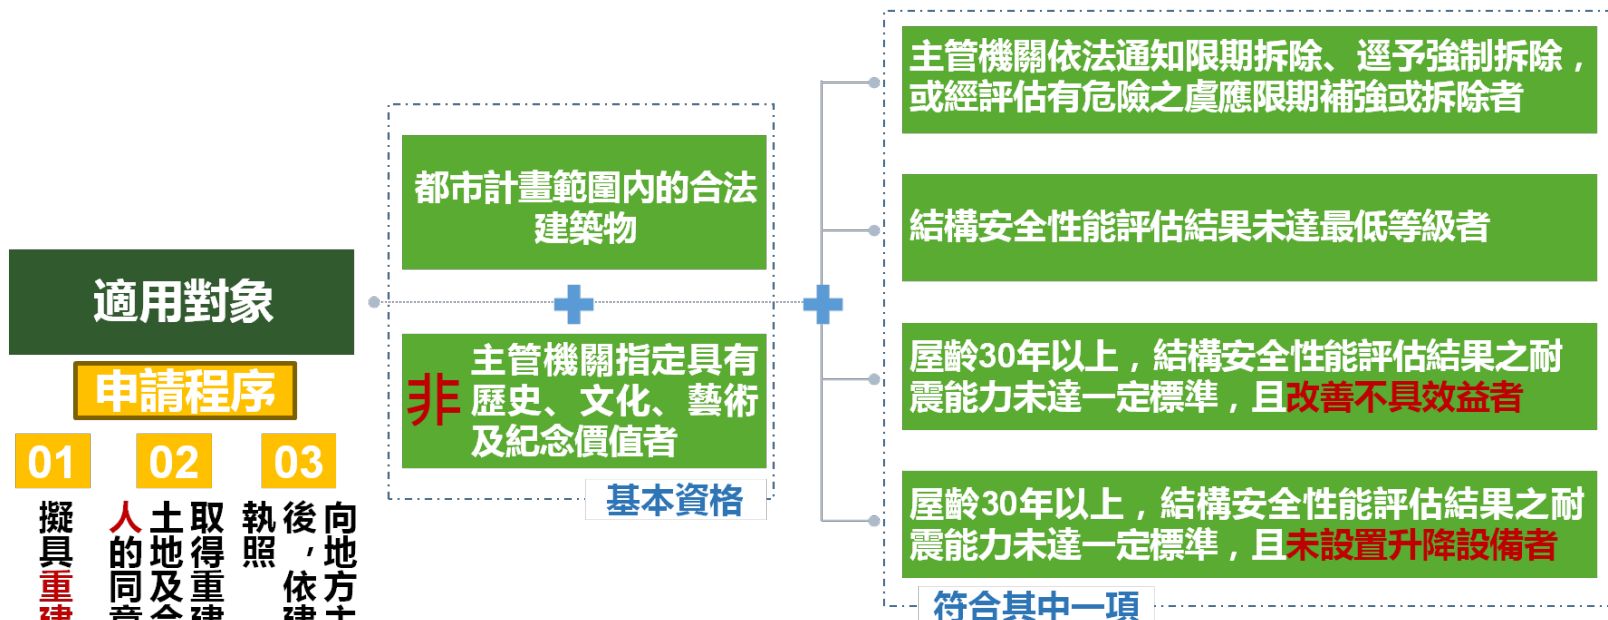 適用對象
申請程序
01
擬具重建
02
取得重建
土地及合
人的同意
03
向地方主
後，依建
執照
都市計畫範圍內的合法
建築物
非
主管機關指定具有
歷史、文化、藝術
及紀念價值者
基本資格
主管機關依法通知限期拆除、逕予強制拆除，
或經評估有危險之虞應限期補強或拆除者
結構安全性能評估結果未達最低等級者
屋齡30年以上，結構安全性能評估結果之耐
震能力未達一定標準，且改善不具效益者
屋齡30年以上，結構安全性能評估結果之耐
震能力未達一定標準，且未設置升降設備者
符合其中一項